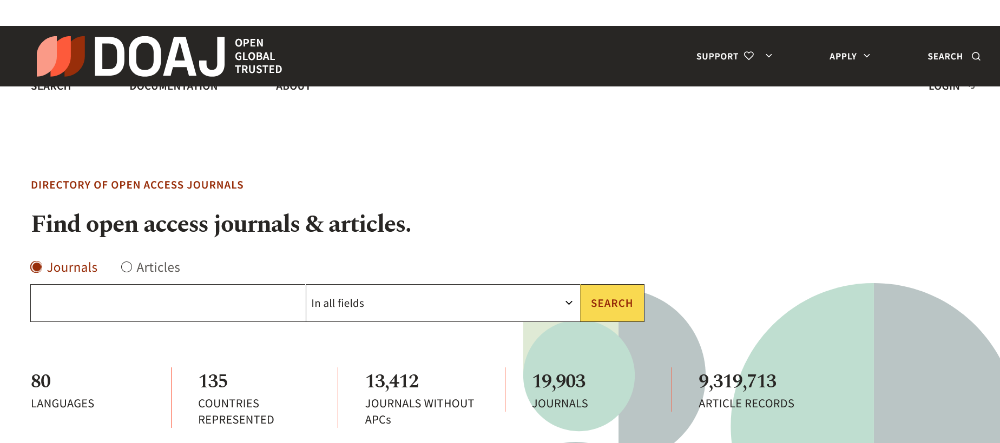 DOAJ
OPEN
GLOBAL
TRUSTED
SUPPORT
APPLY
SEARCH
SEARCH
DOCUMENTATION
ABOUT
LOGIN
DIRECTORY OF OPEN ACCESS JOURNALS
Find open access journals & articles.
Journals
Articles
In all fields
SEARCH
80
LANGUAGES
135
COUNTRIES
REPRESENTED
13,412
JOURNALS WITHOUT
APCs
19,903
JOURNALS
9,319,713
ARTICLE RECORDS